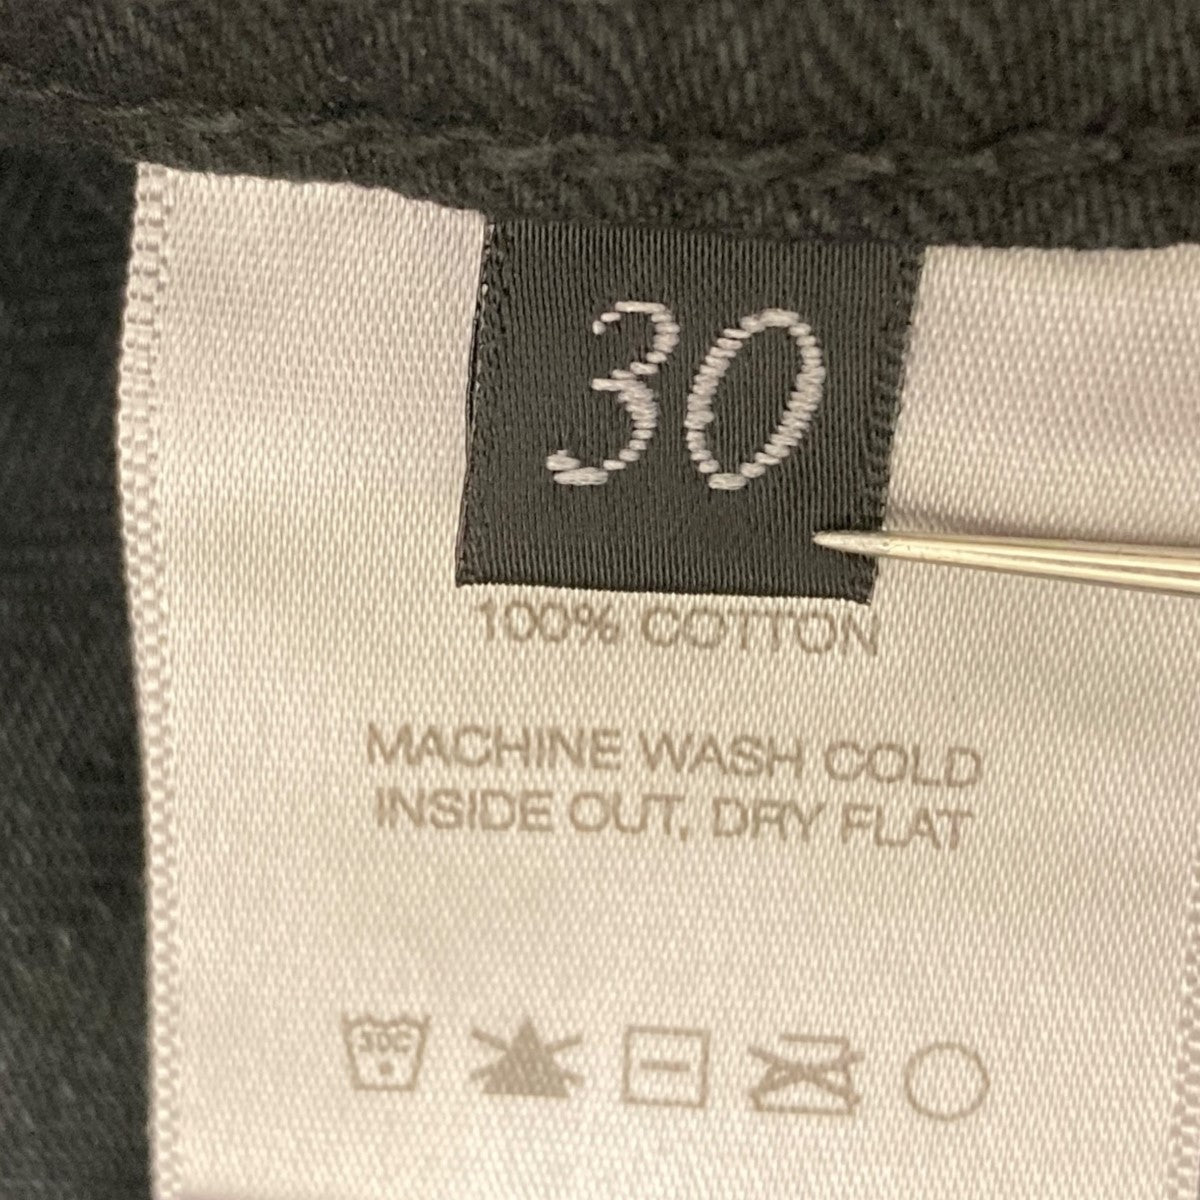 30
100% COTTON
MACHINE WASH COLD
INSIDE OUT, DRY FLAT
30C